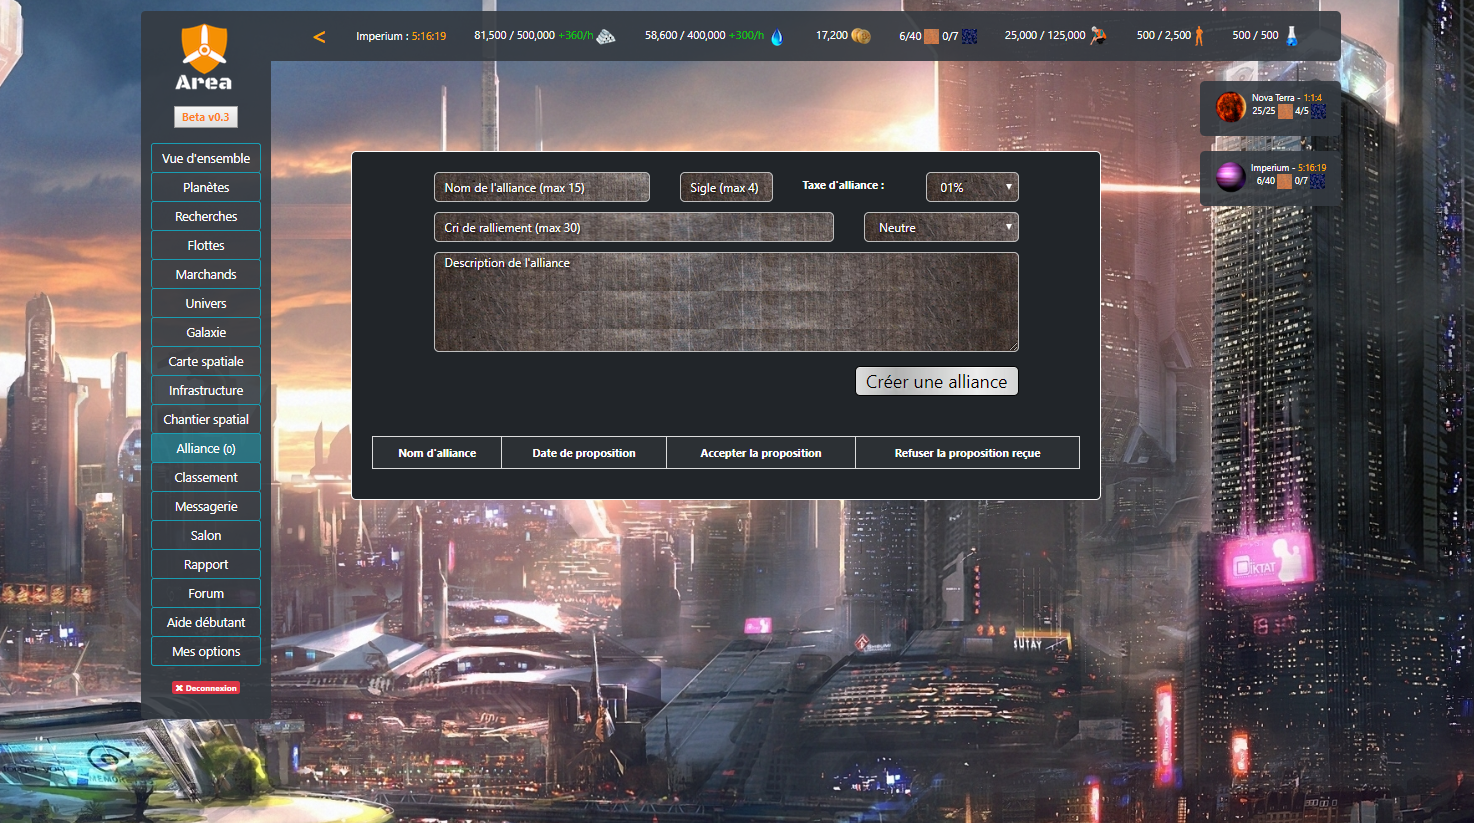 Area
Beta v0.3
Vue d'ensemble
Planètes
Recherches
Flottes
Marchands
Univers
Galaxie
Carte spatiale
Infrastructure
Chantier spatial
Alliance (0)
Classement
Messagerie
Salon
Rapport
Forum
Aide débutant
Mes options
✖ Deconnexion
< Imperium : 5:16:19 81,500 / 500,000 +360/h 58,600 / 400,000 +300/h 17,200 6/40 0/7 25,000 / 125,000 500 / 2,500 500 / 500
Nova Terra - 1:1:4
25/25 4/5
Imperium - 5:16:19
6/40 0/7
Nom de l'alliance (max 15) Sigle (max 4) Taxe d'alliance : 01%
Cri de ralliement (max 30) Neutre
Description de l'alliance
Créer une alliance
Nom d'alliance Date de proposition Accepter la proposition Refuser la proposition reçue
DIKTAT
SUTAY